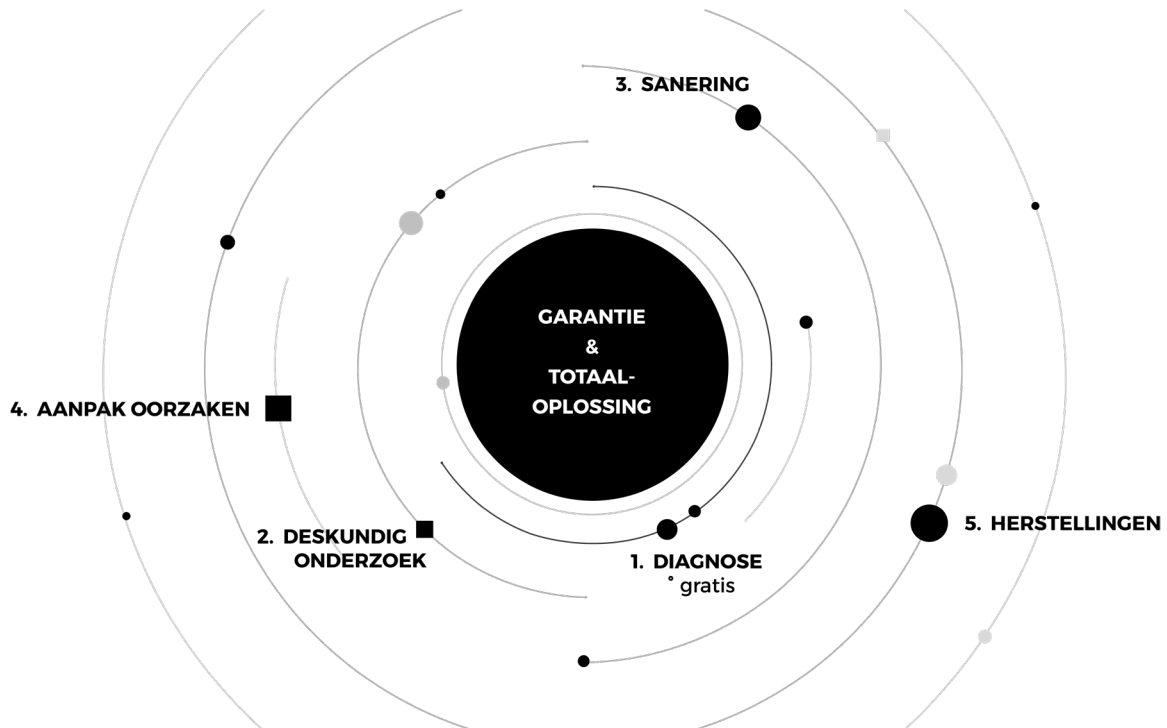 3. SANERING
GARANTIE
&
TOTAAL-
OPLOSSING
4. AANPAK OORZAKEN
2. DESKUNDIG
ONDERZOEK
1. DIAGNOSE
° gratis
5. HERSTELLINGEN